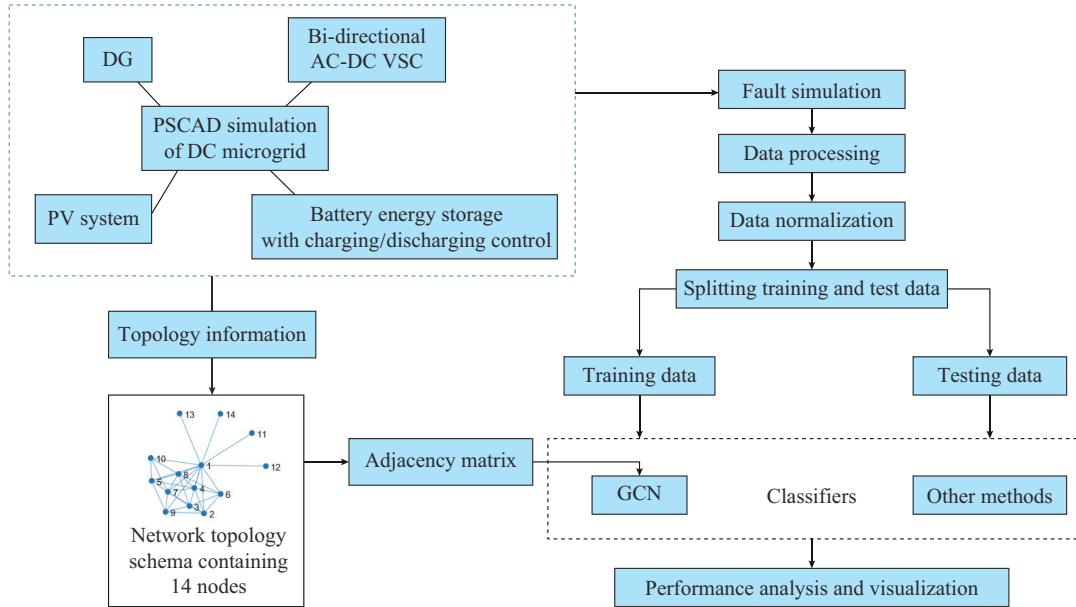 DG
Bi-directional
AC-DC VSC
PSCAD simulation
of DC microgrid
PV system
Battery energy storage
with charging/discharging control
Topology information
13
14
11
10
1
12
8
5
4
7
6
3
9
2
Network topology
schema containing
14 nodes
Adjacency matrix
Fault simulation
Data processing
Data normalization
Splitting training and test data
Training data
Testing data
GCN
Classifiers
Other methods
Performance analysis and visualization